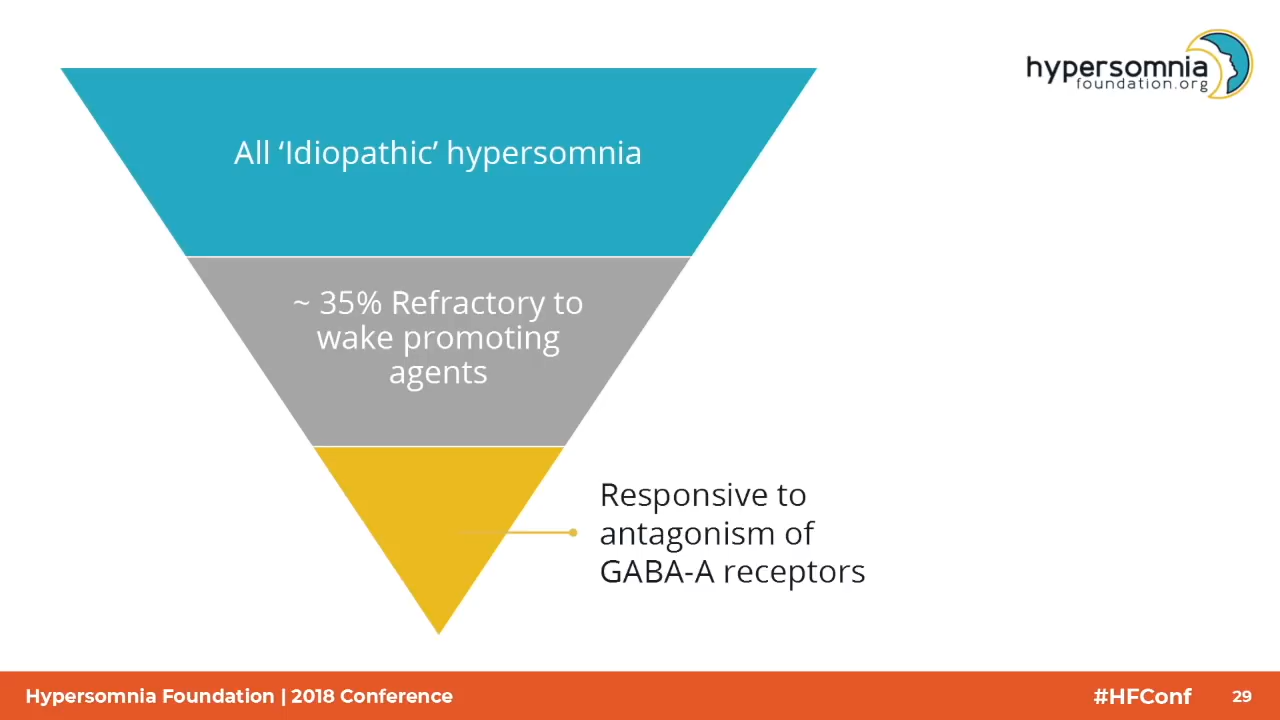 hypersomnia
foundation.org
All ‘Idiopathic’ hypersomnia
~ 35% Refractory to
wake promoting
agents
Responsive to
antagonism of
GABA-A receptors
Hypersomnia Foundation | 2018 Conference
#HFConf
29